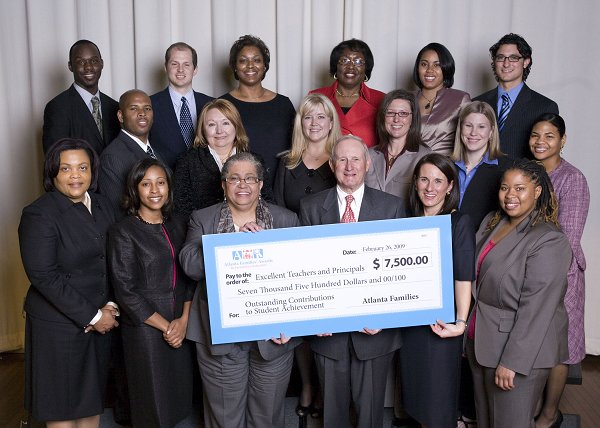 Atlanta Families' Awards
Date: February 26, 2009
Pay to the
order of: Excellent Teachers and Principals $ 7,500.00
Seven Thousand Five Hundred Dollars and 00/100
For: Outstanding Contributions
to Student Achievement
Atlanta Families